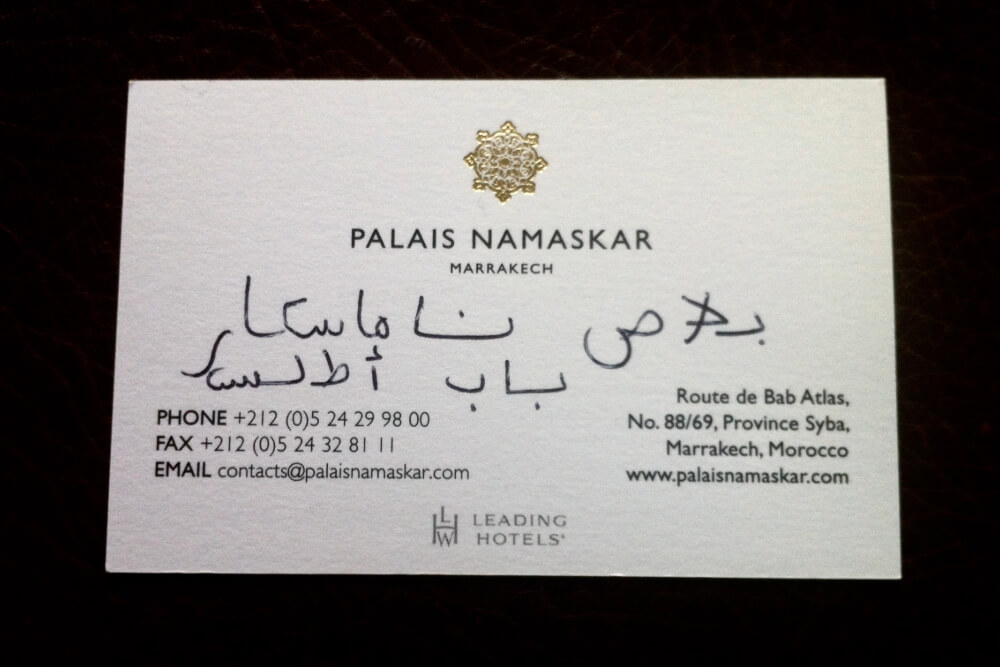 PALAIS NAMASKAR
MARRAKECH
بلاص ناماسكار
باب أطلس
PHONE +212 (0)5 24 29 98 00
FAX +212 (0)5 24 32 81 11
EMAIL contacts@palaisnamaskar.com
Route de Bab Atlas,
No. 88/69, Province Syba,
Marrakech, Morocco
www.palaisnamaskar.com
LHW
LEADING
HOTELS®